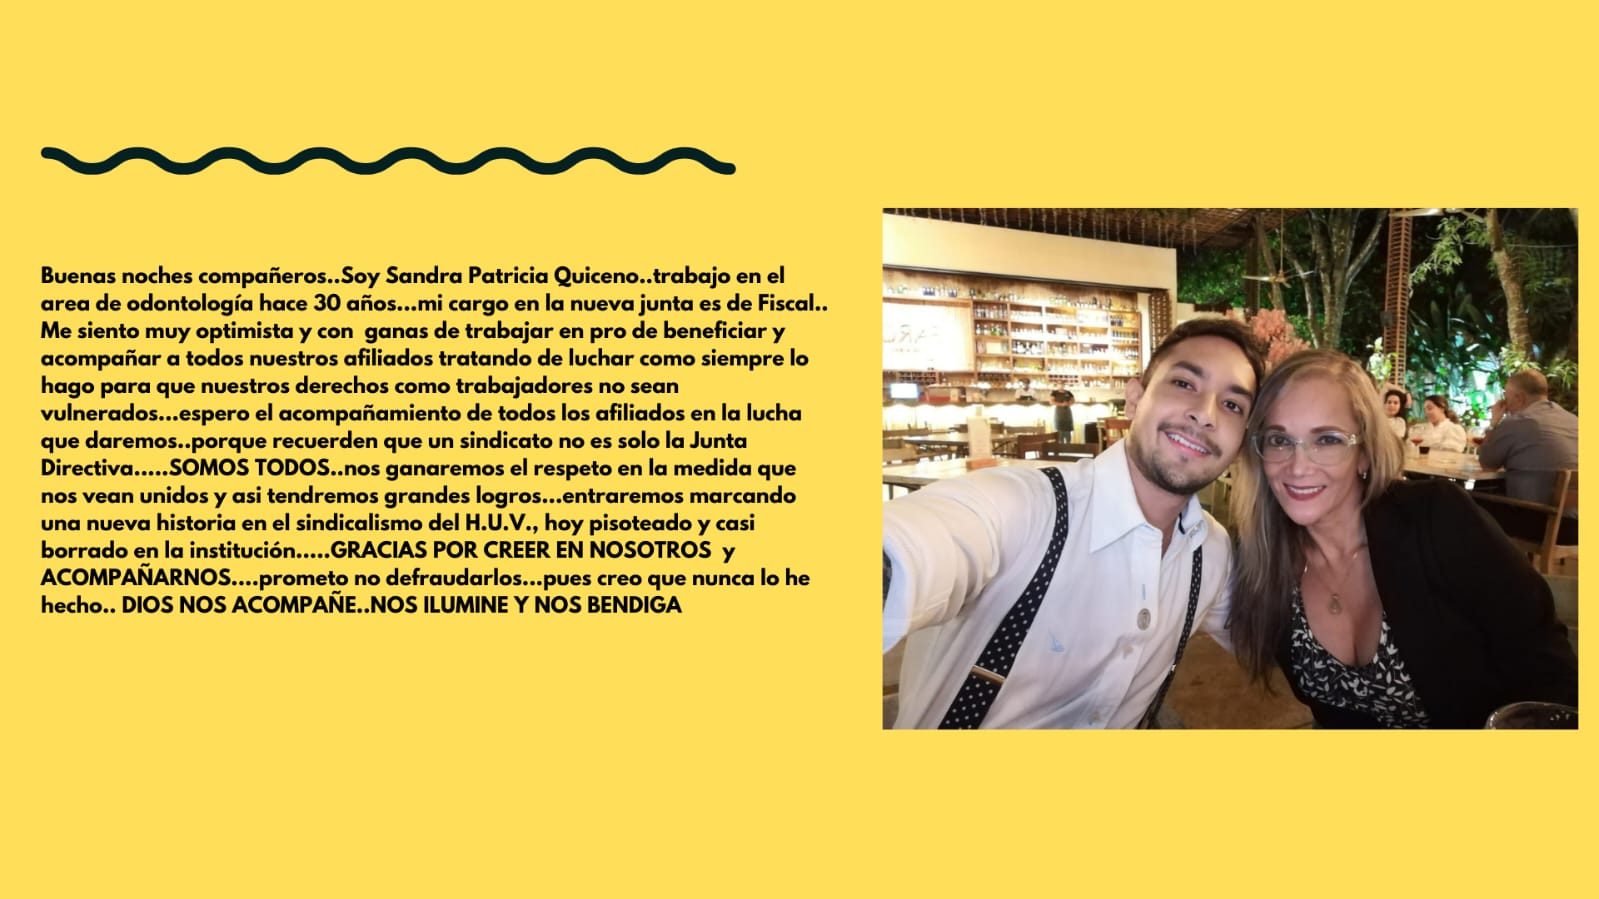 Buenas noches compañeros..Soy Sandra Patricia Quiceno..trabajo en el
area de odontología hace 30 años...mi cargo en la nueva junta es de Fiscal..
Me siento muy optimista y con  ganas de trabajar en pro de beneficiar y
acompañar a todos nuestros afiliados tratando de luchar como siempre lo
hago para que nuestros derechos como trabajadores no sean
vulnerados...espero el acompañamiento de todos los afiliados en la lucha
que daremos..porque recuerden que un sindicato no es solo la Junta
Directiva.....SOMOS TODOS..nos ganaremos el respeto en la medida que
nos vean unidos y asi tendremos grandes logros...entraremos marcando
una nueva historia en el sindicalismo del H.U.V., hoy pisoteado y casi
borrado en la institución.....GRACIAS POR CREER EN NOSOTROS  y
ACOMPAÑARNOS....prometo no defraudarlos...pues creo que nunca lo he
hecho.. DIOS NOS ACOMPAÑE..NOS ILUMINE Y NOS BENDIGA